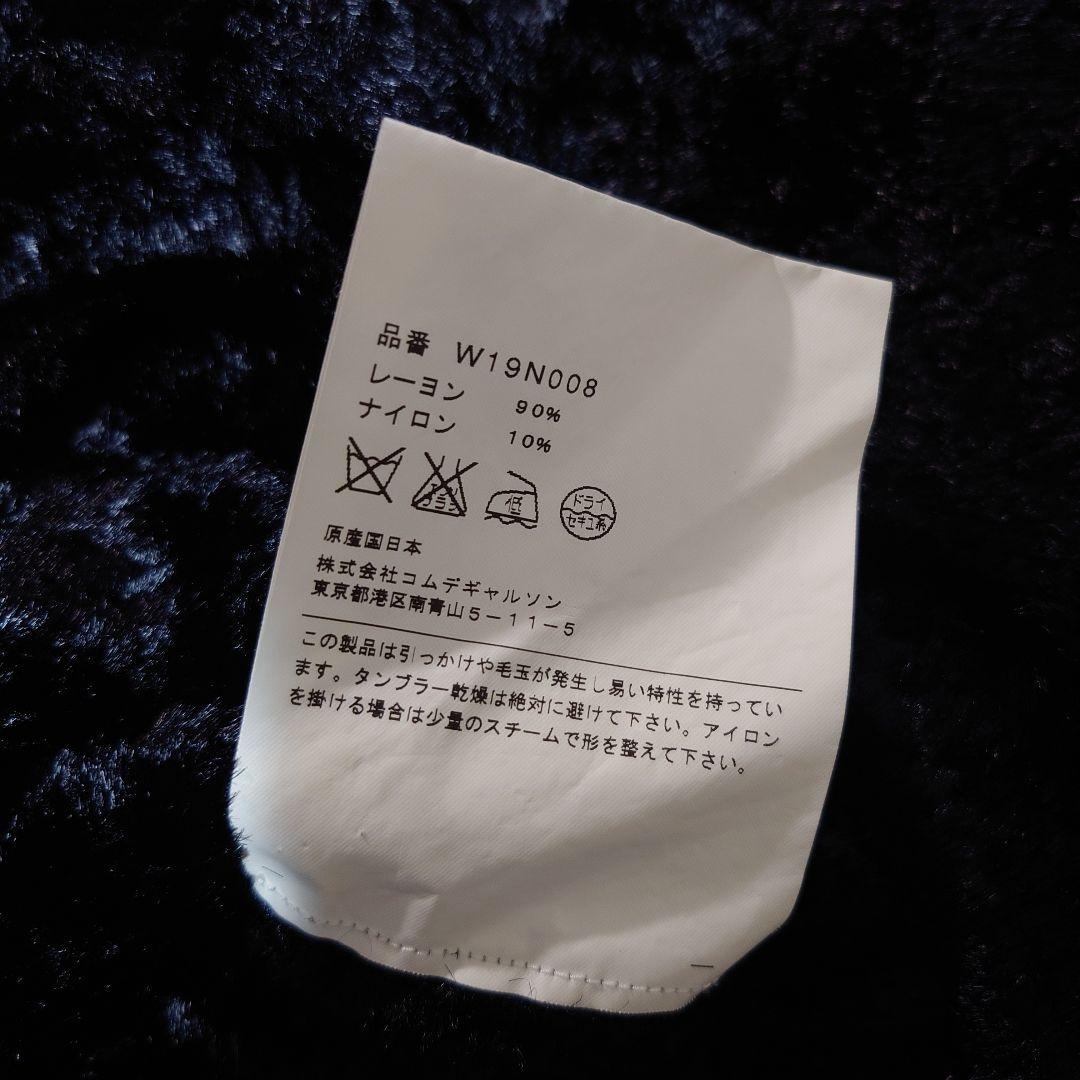 品番 W19N008
レーヨン 90%
ナイロン 10%
エンソ サラシ 低 ドライ セキユ系
原産国日本
株式会社コムデギャルソン
東京都港区南青山5-11-5
この製品は引っかけや毛玉が発生し易い特性を持ってい
ます。タンブラー乾燥は絶対に避けて下さい。アイロン
を掛ける場合は少量のスチームで形を整えて下さい。